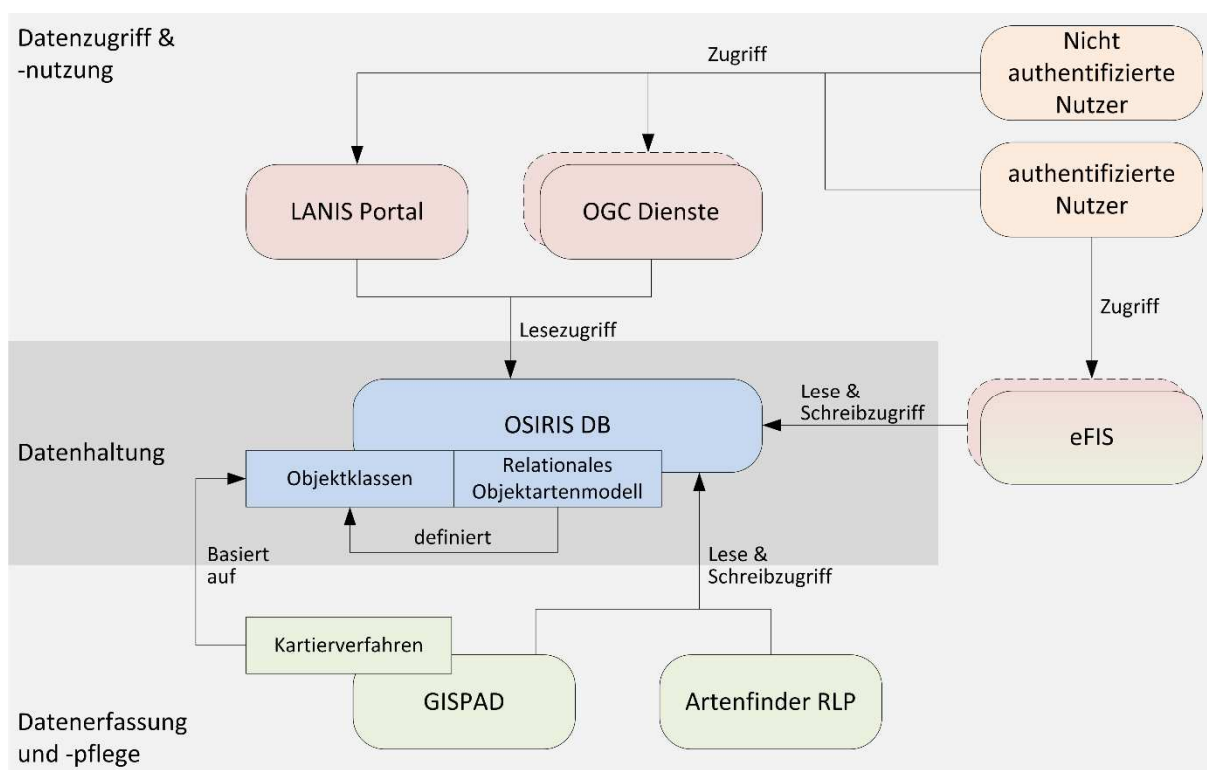 Datenzugriff &
-nutzung
Zugriff
Nicht
authentifizierte
Nutzer
authentifizierte
Nutzer
LANIS Portal
OGC Dienste
Zugriff
Lesezugriff
Datenhaltung
OSIRIS DB
Objektklassen
Relationales
Objektartenmodell
definiert
Lese &
Schreibzugriff
eFIS
Basiert
auf
Lese &
Schreibzugriff
Kartierverfahren
GISPAD
Artenfinder RLP
Datenerfassung
und -pflege